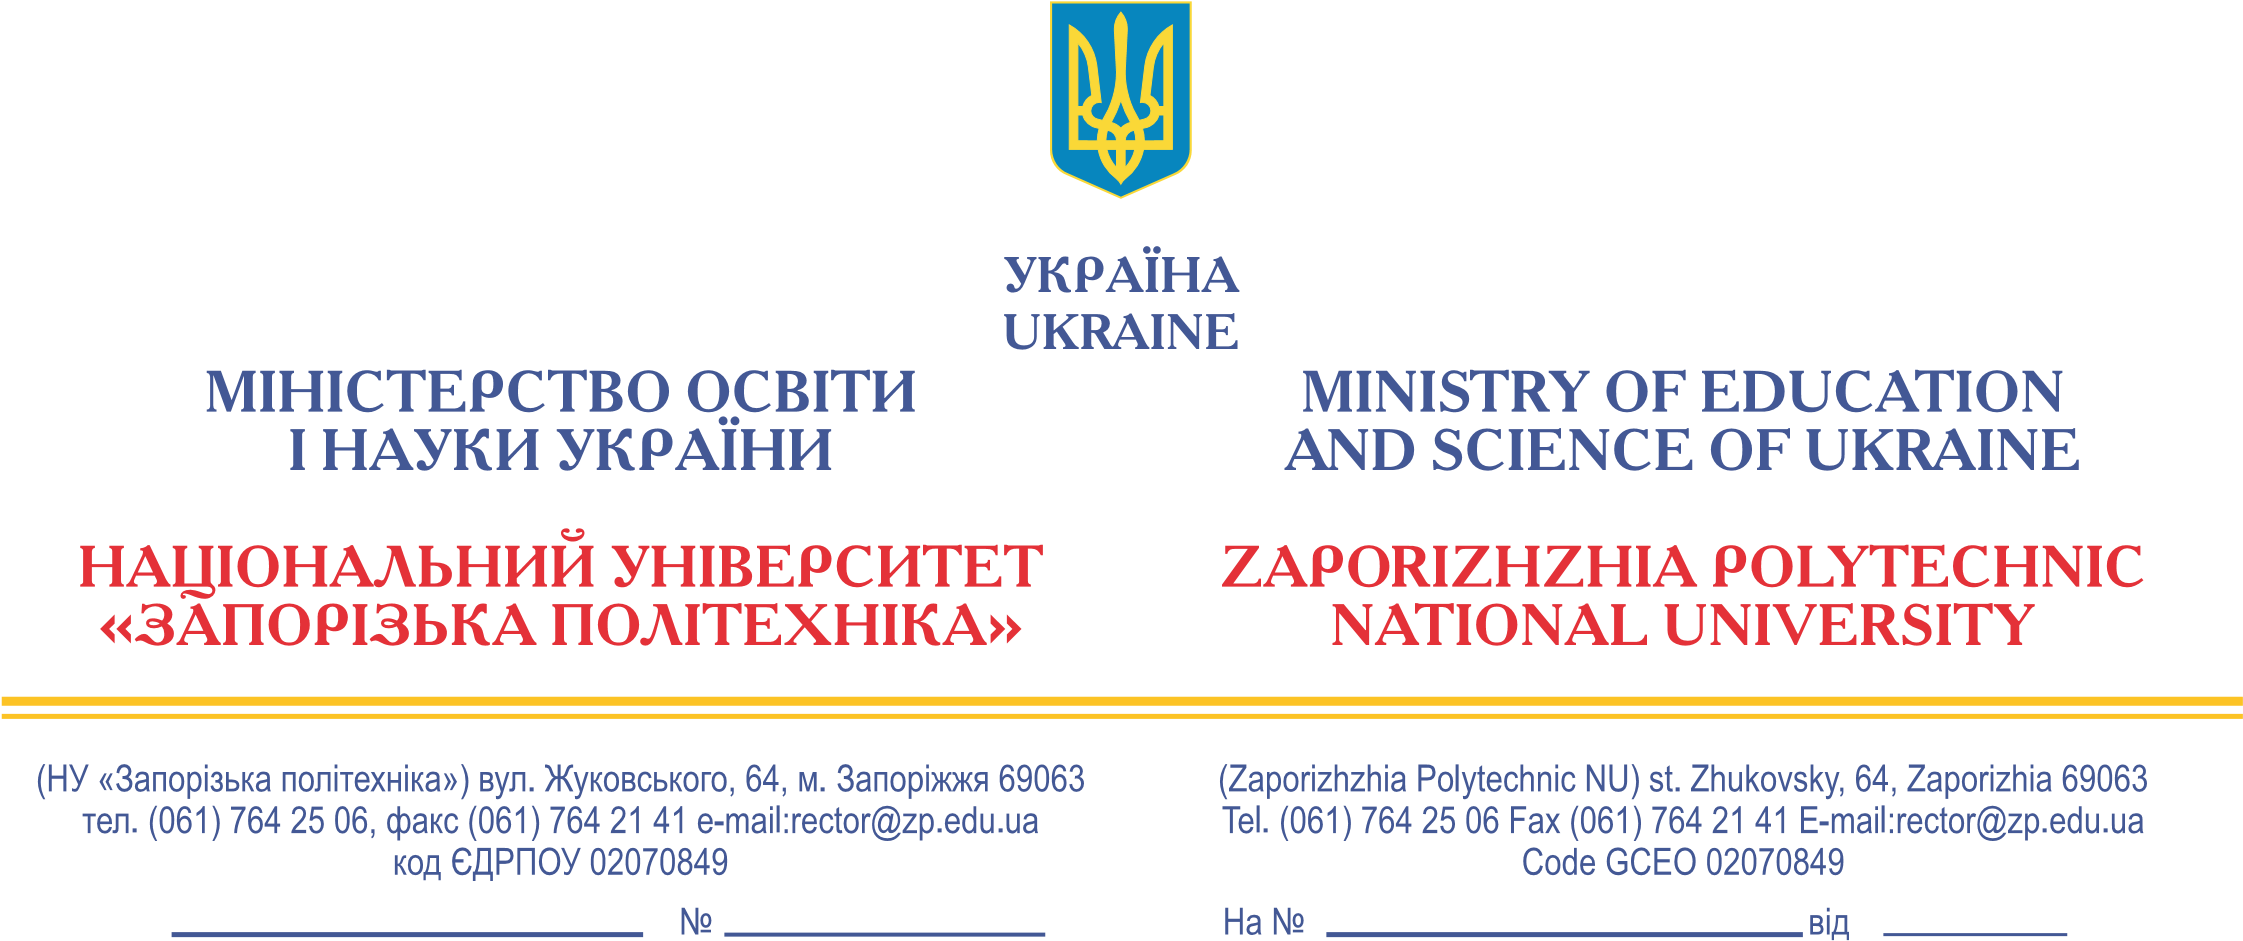 УКРАЇНА
UKRAINE
МІНІСТЕРСТВО ОСВІТИ
І НАУКИ УКРАЇНИ
НАЦІОНАЛЬНИЙ УНІВЕРСИТЕТ
«ЗАПОРІЗЬКА ПОЛІТЕХНІКА»
MINISTRY OF EDUCATION
AND SCIENCE OF UKRAINE
ZAPORIZHZHIA POLYTECHNIC
NATIONAL UNIVERSITY
(НУ «Запорізька політехніка») вул. Жуковського, 64, м. Запоріжжя 69063
тел. (061) 764 25 06, факс (061) 764 21 41 e-mail:rector@zp.edu.ua
код ЄДРПОУ 02070849
№
(Zaporizhzhia Polytechnic NU) st. Zhukovsky, 64, Zaporizhia 69063
Tel. (061) 764 25 06 Fax (061) 764 21 41 E-mail:rector@zp.edu.ua
Code GCEO 02070849
На № від